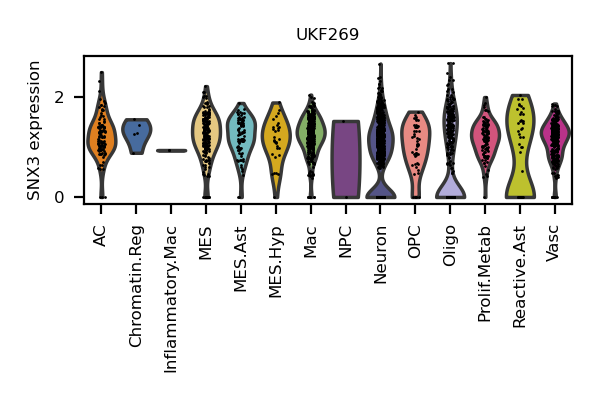 UKF269
SNX3 expression
2
0
AC
Chromatin.Reg
Inflammatory.Mac
MES
MES.Ast
MES.Hyp
Mac
NPC
Neuron
OPC
Oligo
Prolif.Metab
Reactive.Ast
Vasc